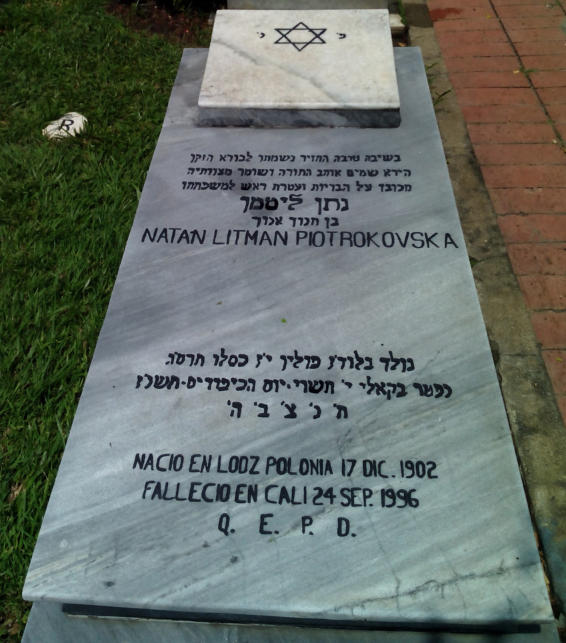 פ׳ נ׳
בשיבה טובה החזיר נשמתו לבורא הזקן
הירא שמים אוהב התורה ושומר מצותיה
מכובד על הבריות ועטרת ראש למשפחתו
נתן ליטמן
בן חנוך אנוך
NATAN LITMAN PIOTROKOVSKA
נולד בלודז פולין י״ז כסלו תרס״ג.
נפטר בקאלי י׳ תשרי.יום הכיפורים.תשנ״ז
ת׳ נ׳ צ׳ ב׳ ה׳
NACIO EN LODZ POLONIA 17 DIC. 1902
FALLECIO EN CALI 24 SEP. 1996
Q. E. P. D.
R